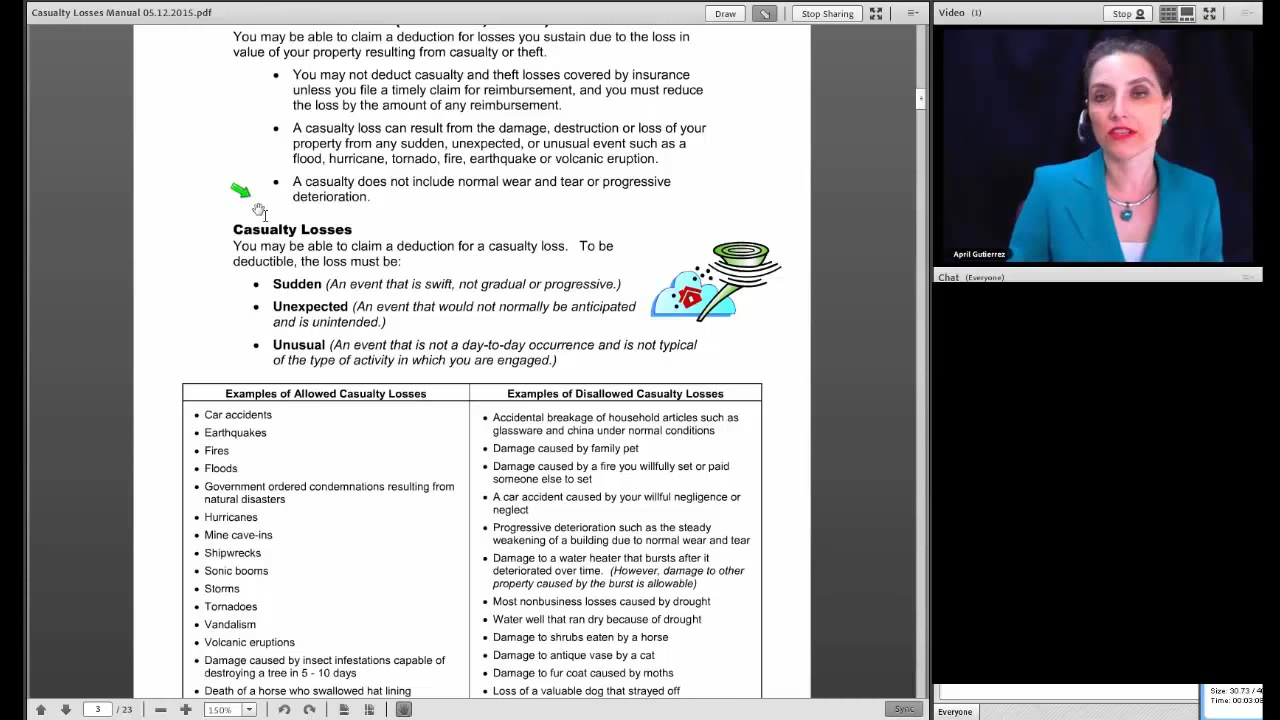 Casualty Losses Manual 05.12.2015.pdf
Draw
Stop Sharing
Video (1)
Stop
You may be able to claim a deduction for losses you sustain due to the loss in
value of your property resulting from casualty or theft.
• You may not deduct casualty and theft losses covered by insurance
unless you file a timely claim for reimbursement, and you must reduce
the loss by the amount of any reimbursement.
• A casualty loss can result from the damage, destruction or loss of your
property from any sudden, unexpected, or unusual event such as a
flood, hurricane, tornado, fire, earthquake or volcanic eruption.
• A casualty does not include normal wear and tear or progressive
deterioration.
Casualty Losses
You may be able to claim a deduction for a casualty loss. To be
deductible, the loss must be:
• Sudden (An event that is swift, not gradual or progressive.)
• Unexpected (An event that would not normally be anticipated
and is unintended.)
• Unusual (An event that is not a day-to-day occurrence and is not typical
of the type of activity in which you are engaged.)
Examples of Allowed Casualty Losses
• Car accidents
• Earthquakes
• Fires
• Floods
• Government ordered condemnations resulting from
natural disasters
• Hurricanes
• Mine cave-ins
• Shipwrecks
• Sonic booms
• Storms
• Tornadoes
• Vandalism
• Volcanic eruptions
• Damage caused by insect infestations capable of
destroying a tree in 5 - 10 days
• Death of a horse who swallowed hat lining
Examples of Disallowed Casualty Losses
• Accidental breakage of household articles such as
glassware and china under normal conditions
• Damage caused by family pet
• Damage caused by a fire you willfully set or paid
someone else to set
• A car accident caused by your willful negligence or
neglect
• Progressive deterioration such as the steady
weakening of a building due to normal wear and tear
• Damage to a water heater that bursts after it
deteriorated over time. (However, damage to other
property caused by the burst is allowable)
• Most nonbusiness losses caused by drought
• Water well that ran dry because of drought
• Damage to shrubs eaten by a horse
• Damage to antique vase by a cat
• Damage to fur coat caused by moths
• Loss of a valuable dog that strayed off
3 / 23
150%
Sync
April Gutierrez
Chat (Everyone)
Everyone
Size: 30.73 /
Time: 00:03: